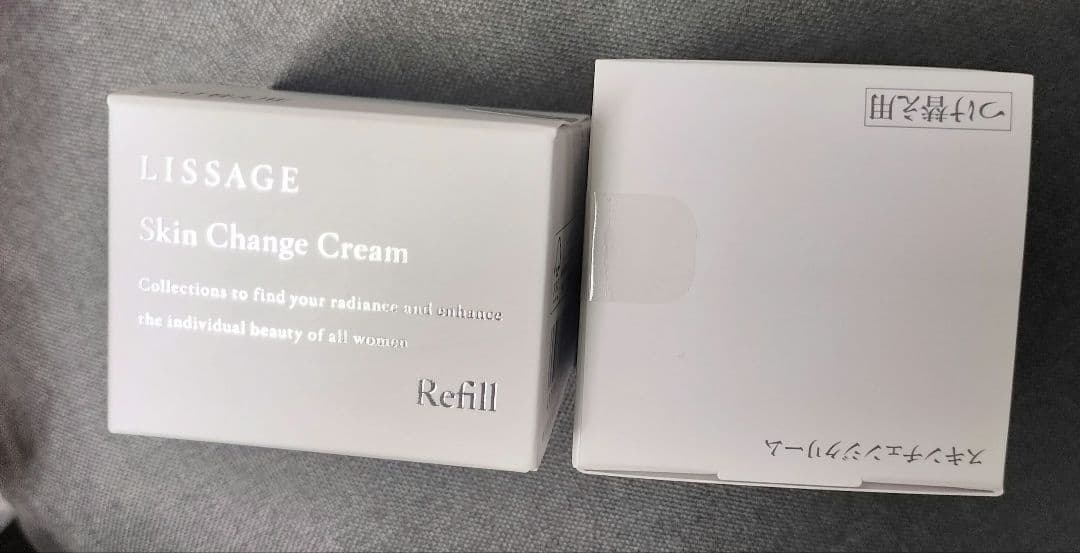 LISSAGE
Skin Change Cream
Collections to find your radiance and enhance
the individual beauty of all women
Refill
つけ替え用
スキンチェンジクリーム